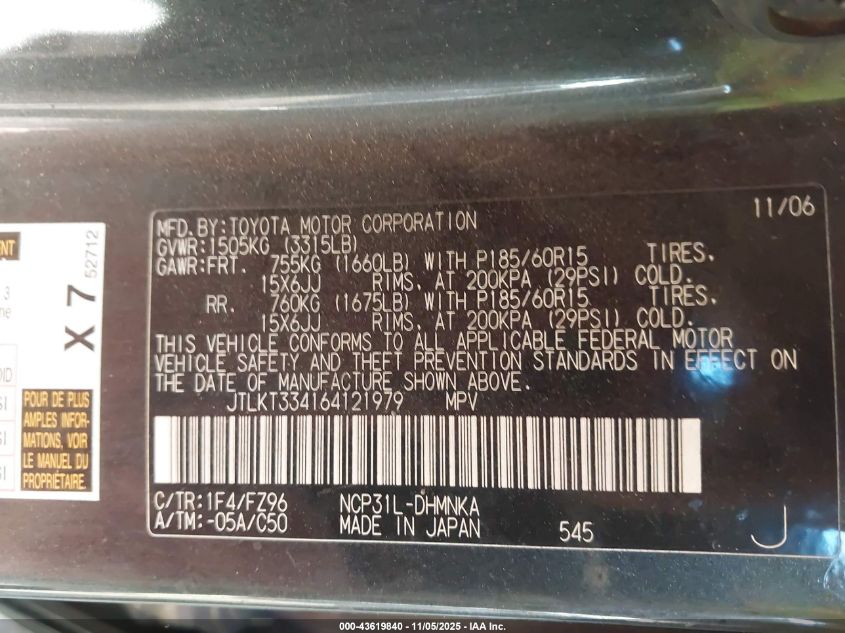 11/06
MFD.BY:TOYOTA MOTOR CORPORATION
GVWR:1505KG (3315LB)
GAWR:FRT. 755KG (1660LB) WITH P185/60R15 TIRES.
15X6JJ RIMS. AT 200KPA (29PSI) COLD.
RR. 760KG (1675LB) WITH P185/60R15 TIRES.
15X6JJ RIMS. AT 200KPA (29PSI) COLD.
THIS VEHICLE CONFORMS TO ALL APPLICABLE FEDERAL MOTOR
VEHICLE SAFETY AND THEFT PREVENTION STANDARDS IN EFFECT ON
THE DATE OF MANUFACTURE SHOWN ABOVE.
JTLKT334164121979 MPV
C/TR:1F4/FZ96 NCP31L-DHMNKA
A/TM:-05A/C50 MADE IN JAPAN 545 J
X 7 52712
3
POUR DE PLUS
AMPLES INFOR-
MATIONS, VOIR
LE MANUEL DU
PROPRIÉTAIRE.
000-43619840 - 11/05/2025 - IAA Inc.